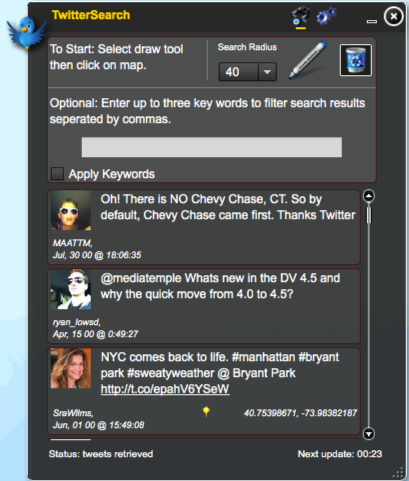 TwitterSearch
To Start: Select draw tool
then click on map.
Search Radius
40
Optional: Enter up to three key words to filter search results
seperated by commas.
Apply Keywords
Oh! There is NO Chevy Chase, CT. So by
default, Chevy Chase came first. Thanks Twitter
MAATTM,
Jul, 30 00 @ 18:06:35
@mediatemple Whats new in the DV 4.5 and
why the quick move from 4.0 to 4.5?
ryan_lowsd,
Apr, 15 00 @ 0:49:27
NYC comes back to life. #manhattan #bryant
park #sweatyweather @ Bryant Park
http://t.co/epahV6YSeW
SraWlms,
Jun, 01 00 @ 15:49:08
40.75398671, -73.98382187
Status: tweets retrieved
Next update: 00:23